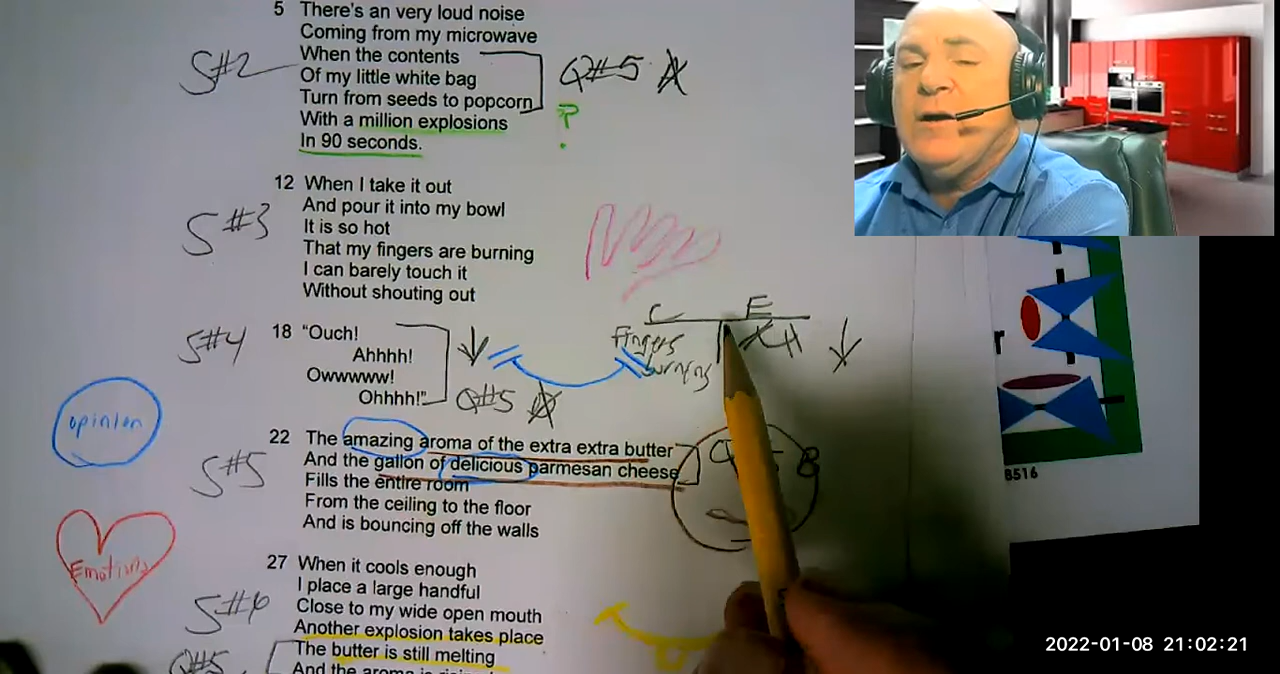 5 There's an very loud noise
Coming from my microwave
S#2 When the contents
Of my little white bag Q#5 A
Turn from seeds to popcorn
With a million explosions ?
In 90 seconds.
12 When I take it out
And pour it into my bowl
S#3 It is so hot
That my fingers are burning
I can barely touch it
Without shouting out
C E
S#4 18 "Ouch!
Fingers
Ahhhh!
burning
Owwwww!
Ohhhh!" Q#5
22 The amazing aroma of the extra extra butter
opinion
S#5 And the gallon of delicious parmesan cheese B
Fills the entire room
8516
From the ceiling to the floor
And is bouncing off the walls
27 When it cools enough
Emotions
I place a large handful
S#6 Close to my wide open mouth
Another explosion takes place
2022-01-08 21:02:21
Q#5 The butter is still melting
And the aroma is